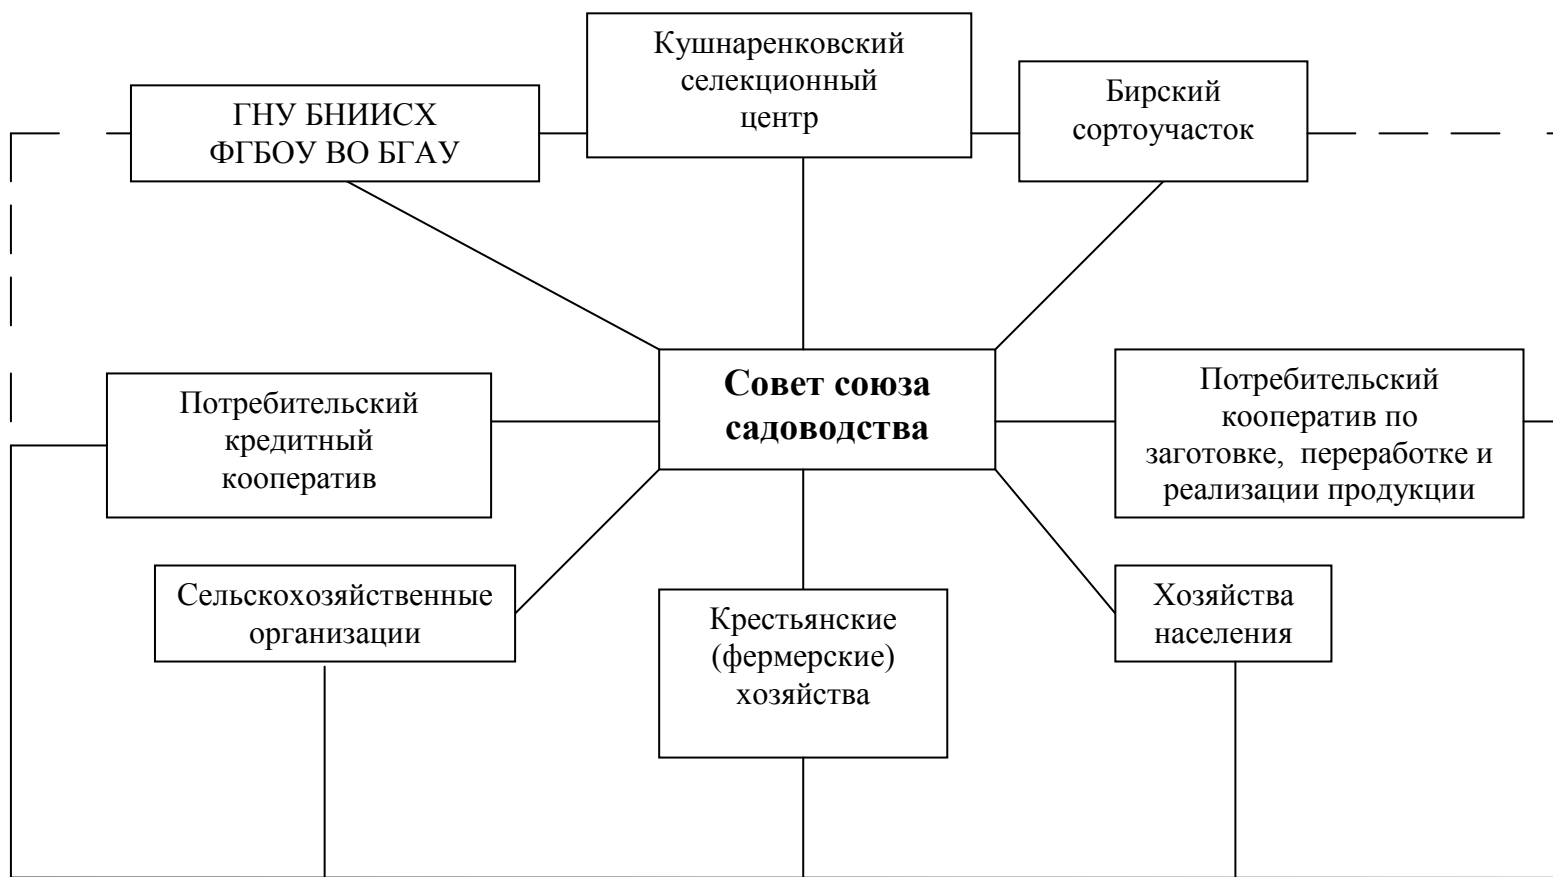 Кушнаренковский
селекционный
центр
ГНУ БНИИСХ
ФГБОУ ВО БГАУ
Бирский
сортоучасток
Потребительский
кредитный
кооператив
Совет союза
садоводства
Потребительский
кооператив по
заготовке, переработке и
реализации продукции
Сельскохозяйственные
организации
Крестьянские
(фермерские)
хозяйства
Хозяйства
населения